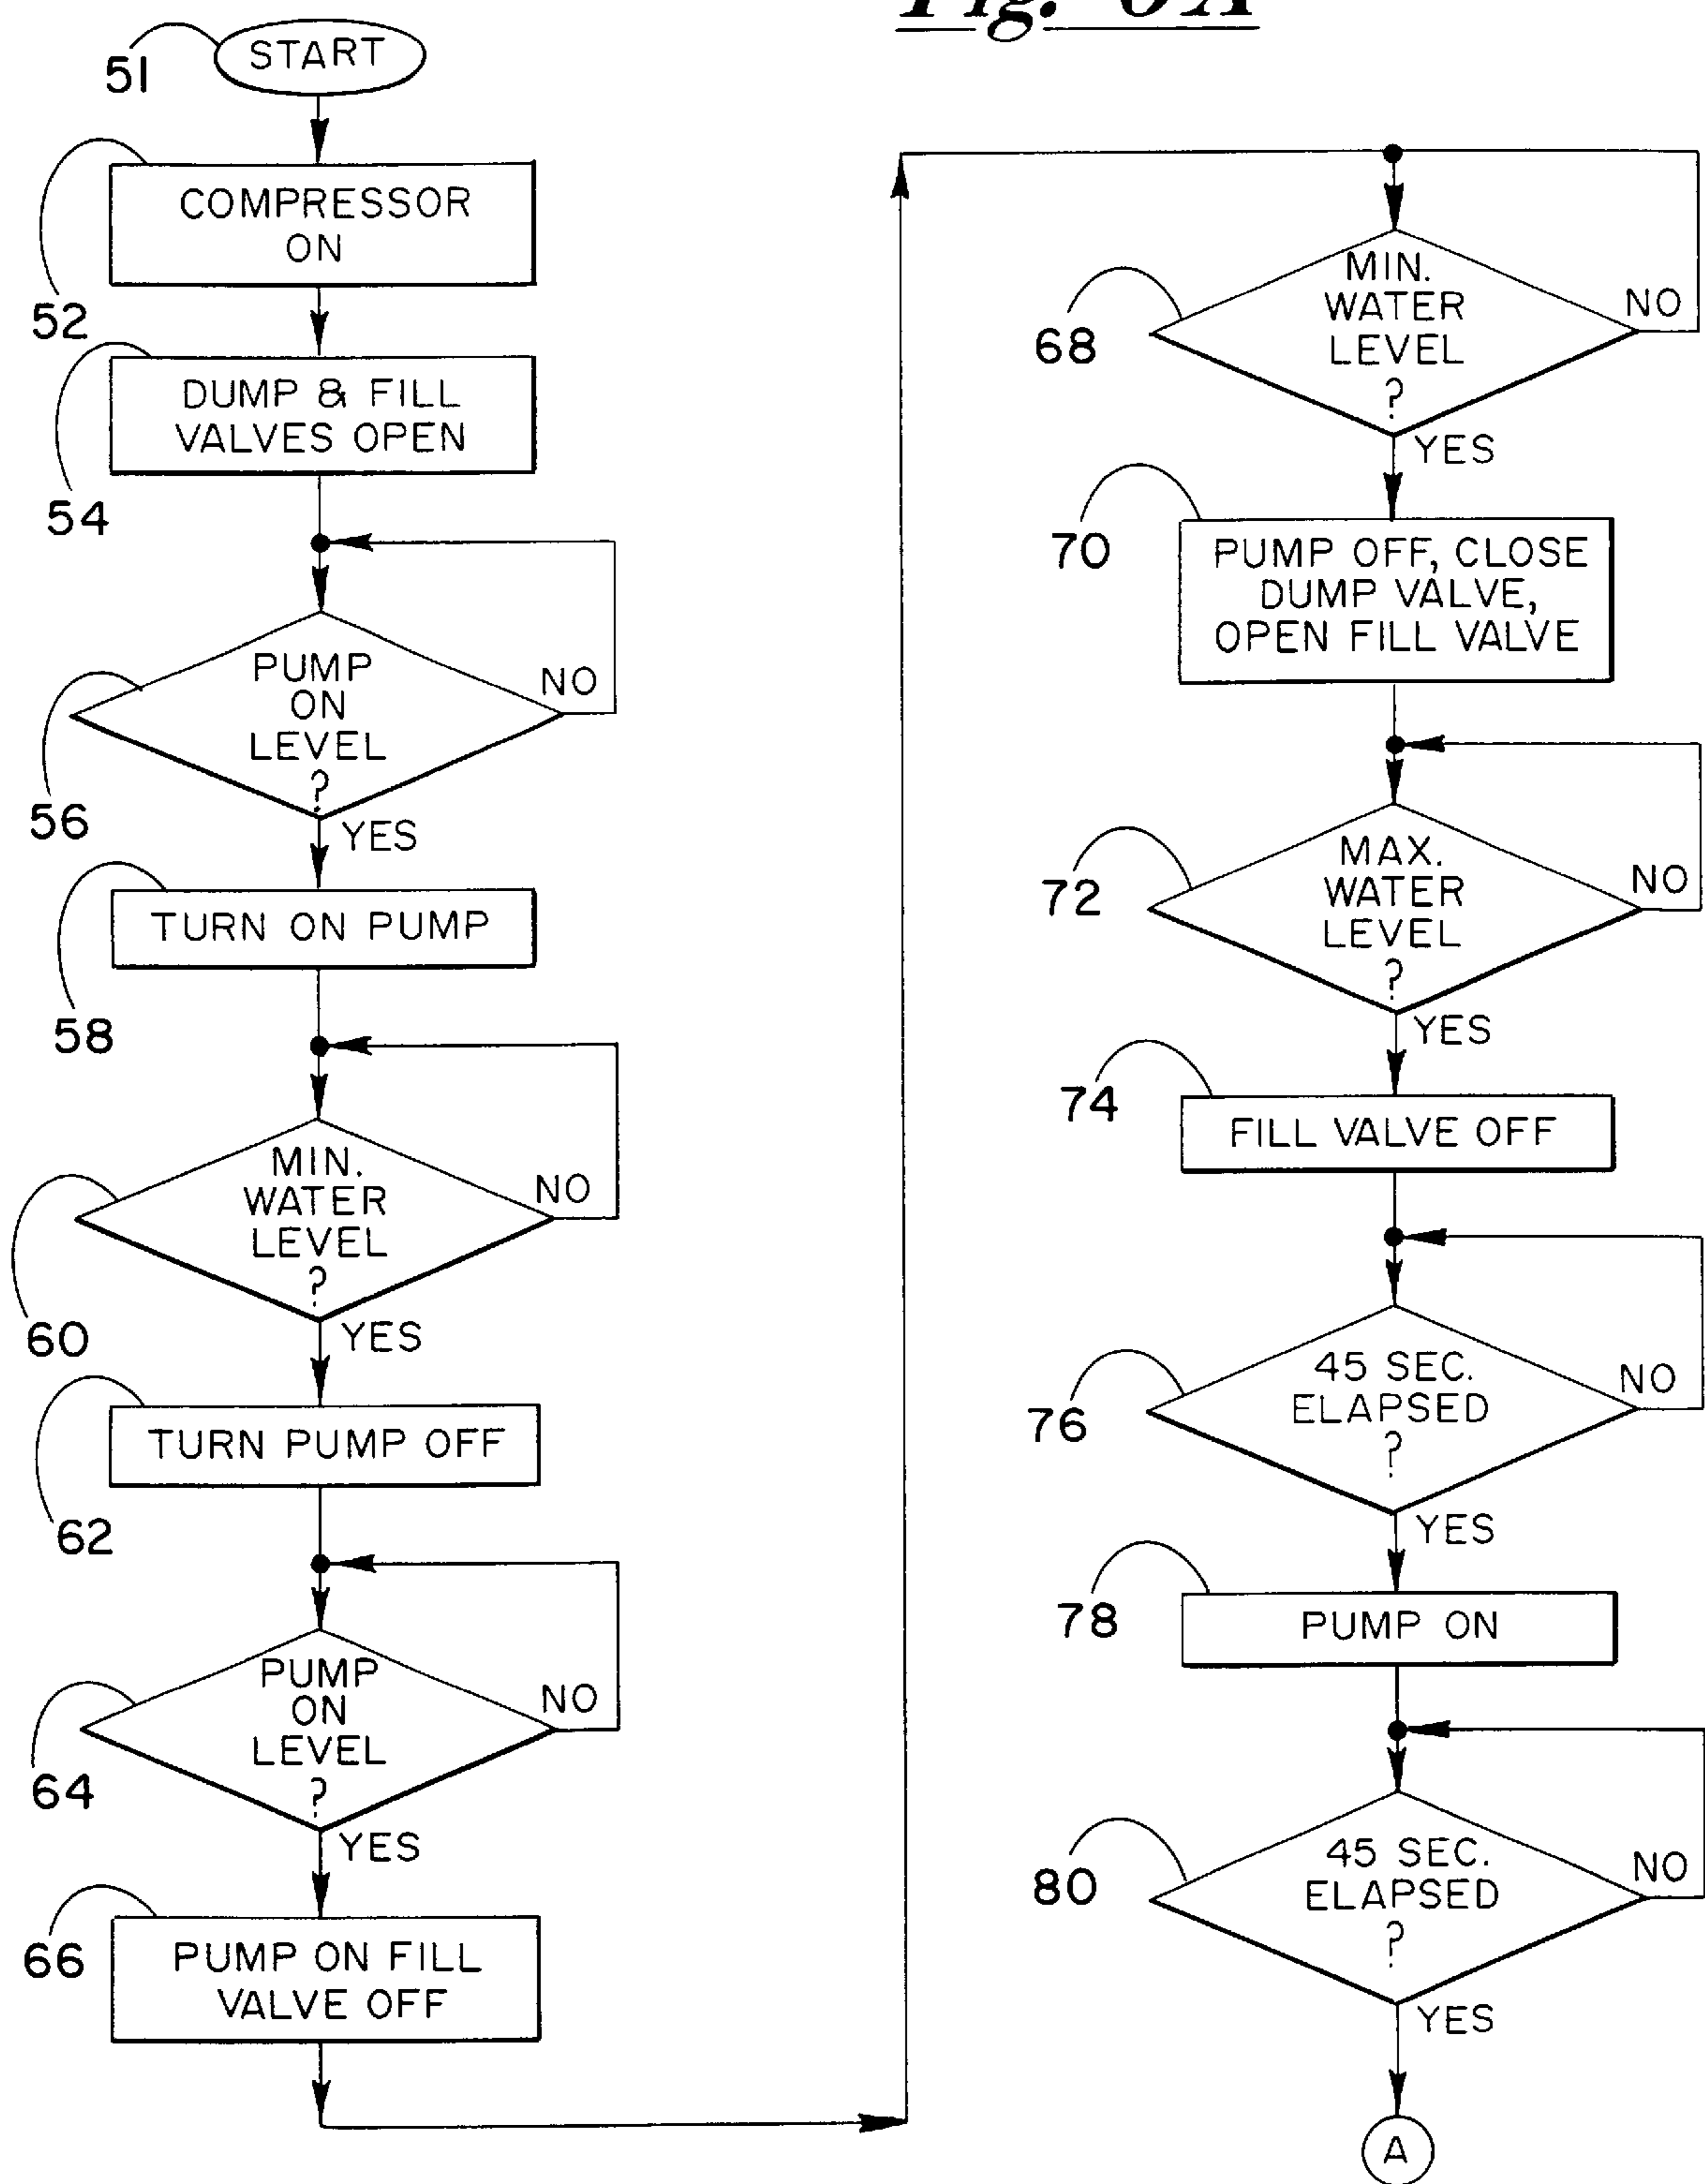 Fig.
51
START
52
COMPRESSOR
ON
54
DUMP & FILL
VALVES OPEN
56
PUMP
ON
LEVEL
?
NO
YES
58
TURN ON PUMP
60
MIN.
WATER
LEVEL
?
NO
YES
62
TURN PUMP OFF
64
PUMP
ON
LEVEL
?
NO
YES
66
PUMP ON FILL
VALVE OFF
68
MIN.
WATER
LEVEL
?
NO
YES
70
PUMP OFF, CLOSE
DUMP VALVE,
OPEN FILL VALVE
72
MAX.
WATER
LEVEL
?
NO
YES
74
FILL VALVE OFF
76
45 SEC.
ELAPSED
?
NO
YES
78
PUMP ON
80
45 SEC.
ELAPSED
?
NO
YES
A